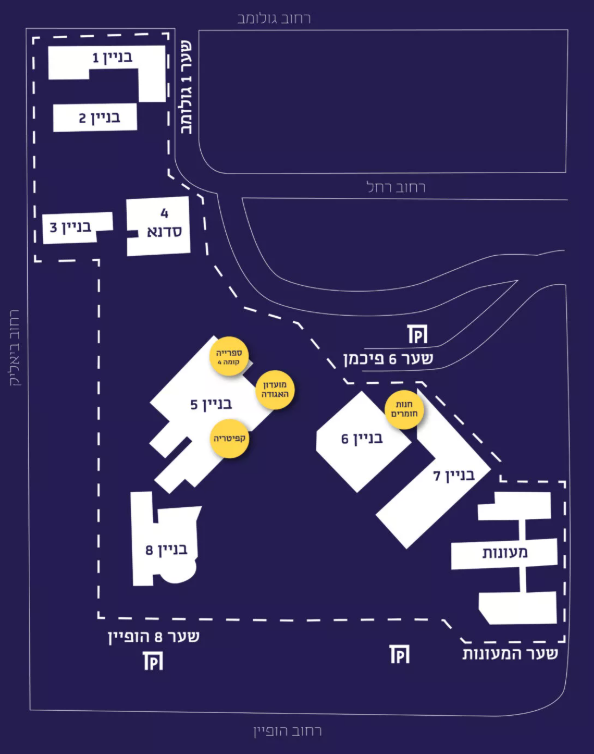 רחוב גולומב
שער 1 גולומב
בניין 1
בניין 2
רחוב רחל
4
סדנא
בניין 3
רחוב ביאליק
P
שער 6 פיכמן
ספרייה
קומה 4
מועדון
האגודה
בניין 5
קפיטריה
חנות
חומרים
בניין 6
בניין 7
בניין 8
מעונות
שער 8 הופיין
P
P
שער המעונות
רחוב הופיין